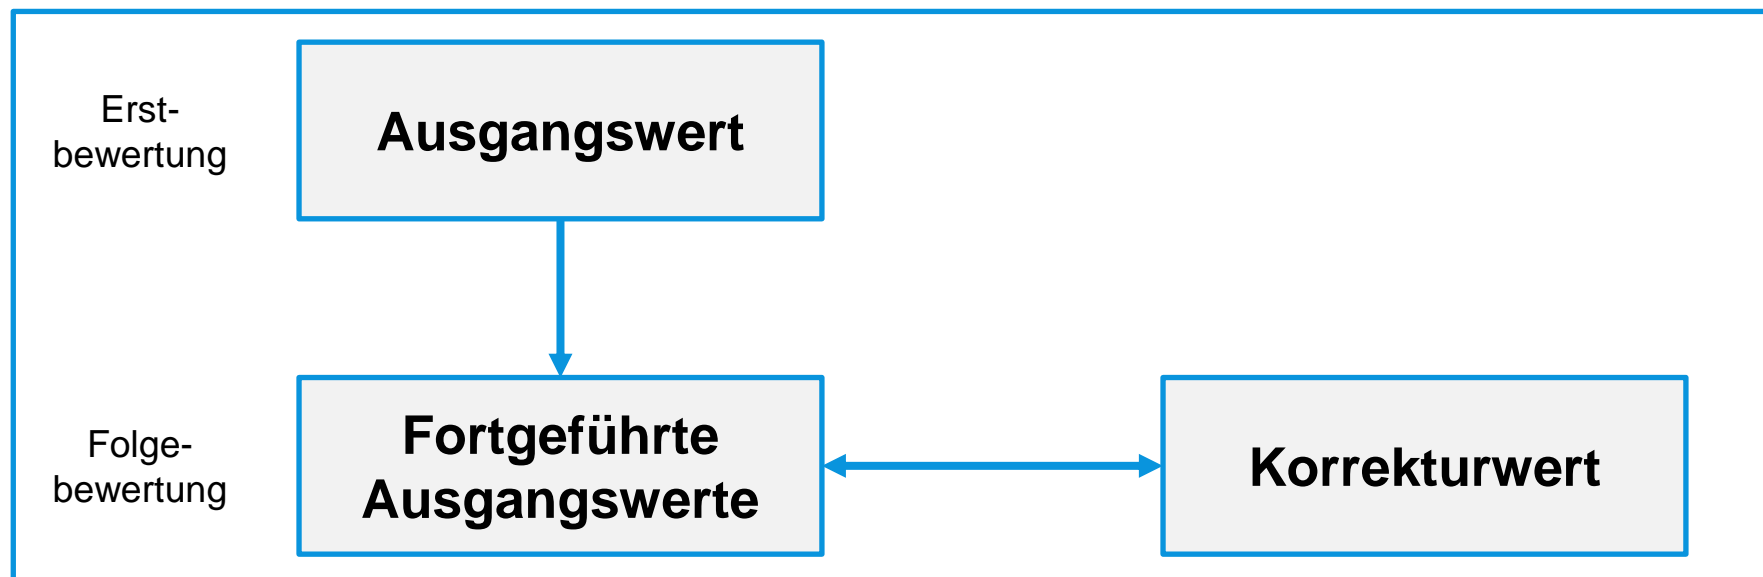 Erst-
bewertung
Ausgangswert
Folge-
bewertung
Fortgeführte
Ausgangswerte
Korrekturwert